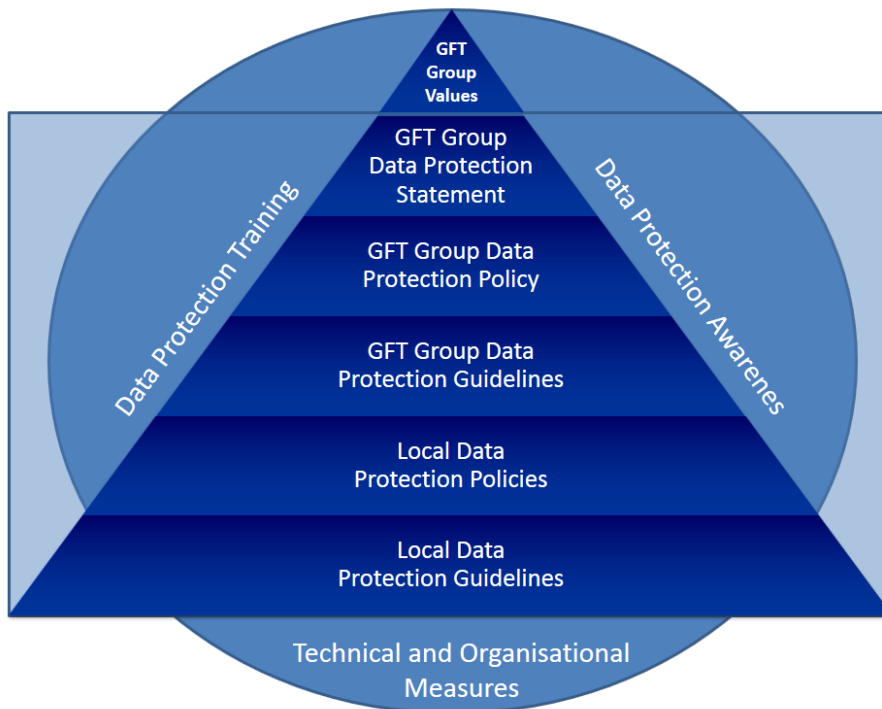 GFT
Group
Values
GFT Group
Data Protection
Statement
GFT Group Data
Protection Policy
GFT Group Data
Protection Guidelines
Local Data
Protection Policies
Local Data
Protection Guidelines
Data Protection Training
Data Protection Awarenes
Technical and Organisational
Measures